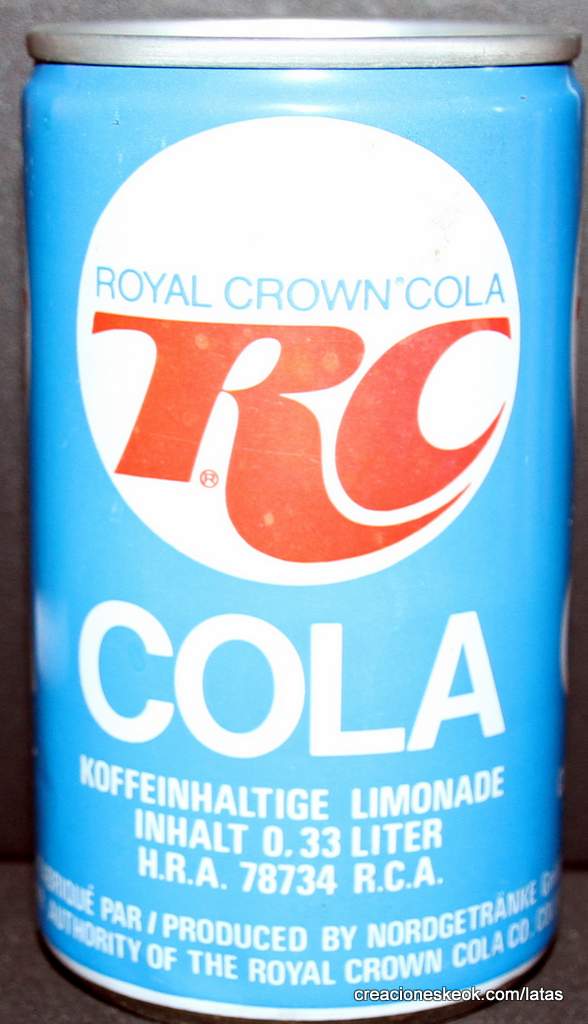 ROYAL CROWN® COLA
RC®
COLA
KOFFEINHALTIGE LIMONADE
INHALT 0.33 LITER
H.R.A. 78734 R.C.A.
PAR / PRODUCED BY NORDGETRÄNKE
AUTHORITY OF THE ROYAL CROWN COLA CO.
creacioneskeok.com/latas